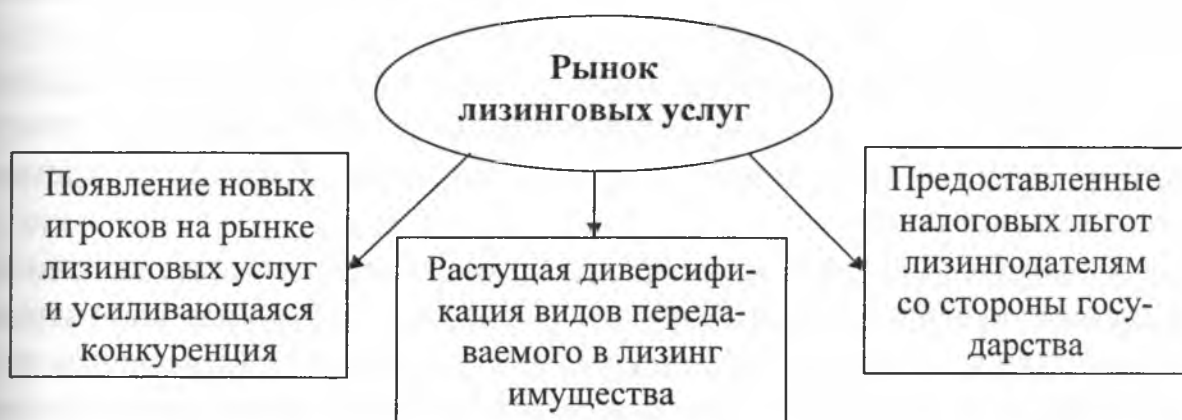 Рынок
лизинговых услуг
Появление новых
игроков на рынке
лизинговых услуг
и усиливающаяся
конкуренция
Растущая диверсифи-
кация видов переда-
ваемого в лизинг
имущества
Предоставленные
налоговых льгот
лизингодателям
со стороны госу-
дарства